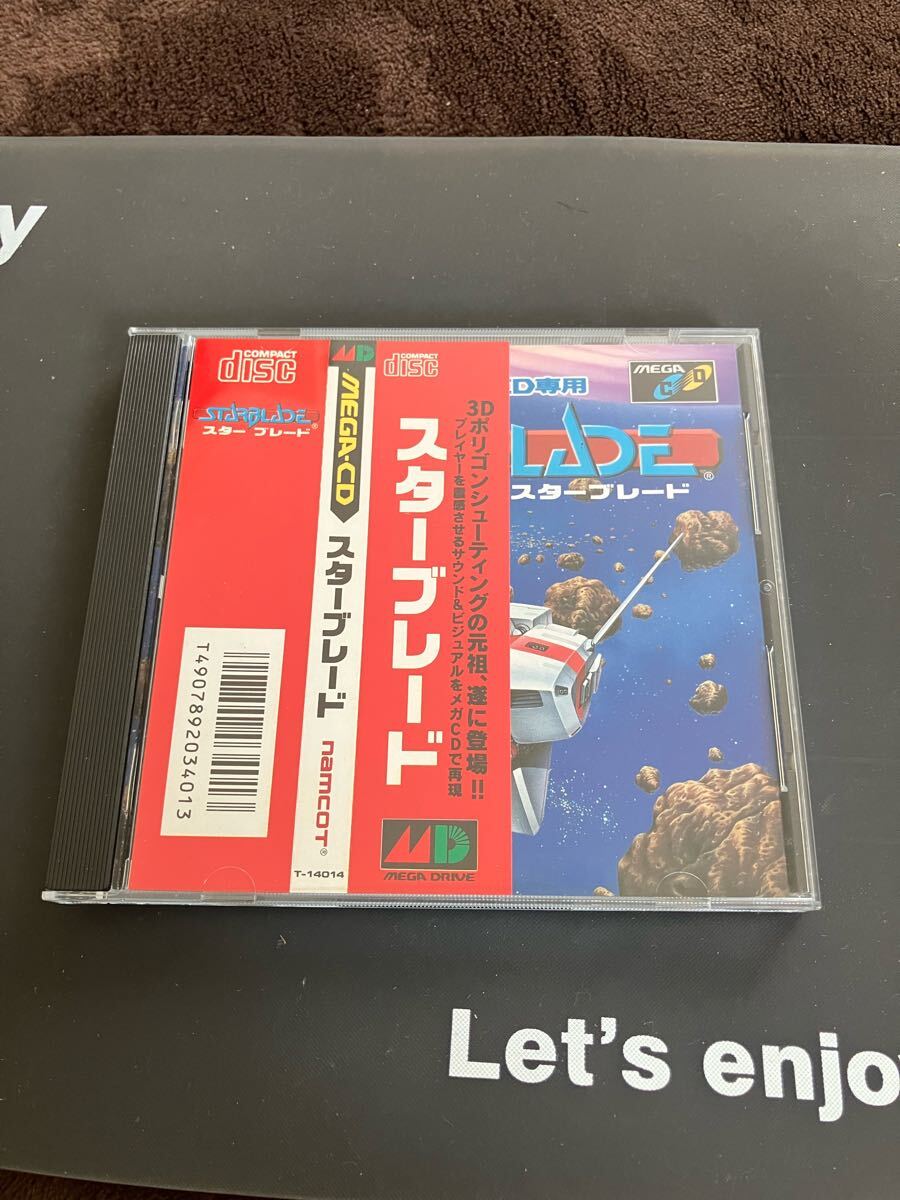 y
COMPACT
disc
STARBLADE®
スター ブレード
T4907892034013
MD
MEGA-CD
スターブレード
namcoT®
T-14014
COMPACT
disc
3Dポリゴンシューティングの元祖、遂に登場!!
プレイヤーを震感させるサウンド&ビジュアルをメガCDで再現
スターブレード
MD
MEGA DRIVE
CD専用
MEGA
CD
LADE®
スターブレード
Let's enjo